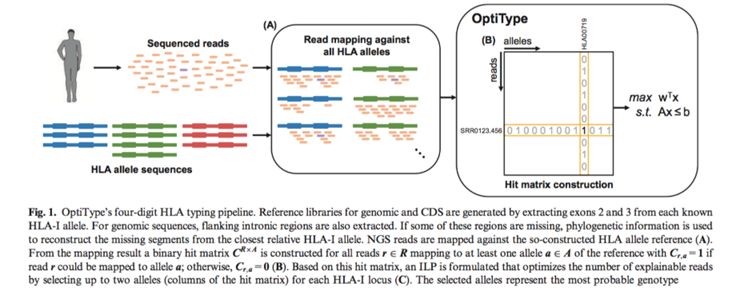 (A)
Sequenced reads
HLA allele sequences
Read mapping against
all HLA alleles
OptiType
(B) alleles
HLA00719
reads
0
1
0
1
0
0
SRR0123.456 0 1 0 0 0 1 0 0 1 1 0 1 1
0
1
0
Hit matrix construction
max wᵀx
s.t. Ax≤b
Fig. 1. OptiType's four-digit HLA typing pipeline. Reference libraries for genomic and CDS are generated by extracting exons 2 and 3 from each known
HLA-I allele. For genomic sequences, flanking intronic regions are also extracted. If some of these regions are missing, phylogenetic information is used
to reconstruct the missing segments from the closest relative HLA-I allele. NGS reads are mapped against the so-constructed HLA allele reference (A).
From the mapping result a binary hit matrix Cᴿˣᴬ is constructed for all reads r ∈ R mapping to at least one allele a ∈ A of the reference with Cr,a = 1 if
read r could be mapped to allele a; otherwise, Cr,a = 0 (B). Based on this hit matrix, an ILP is formulated that optimizes the number of explainable reads
by selecting up to two alleles (columns of the hit matrix) for each HLA-I locus (C). The selected alleles represent the most probable genotype